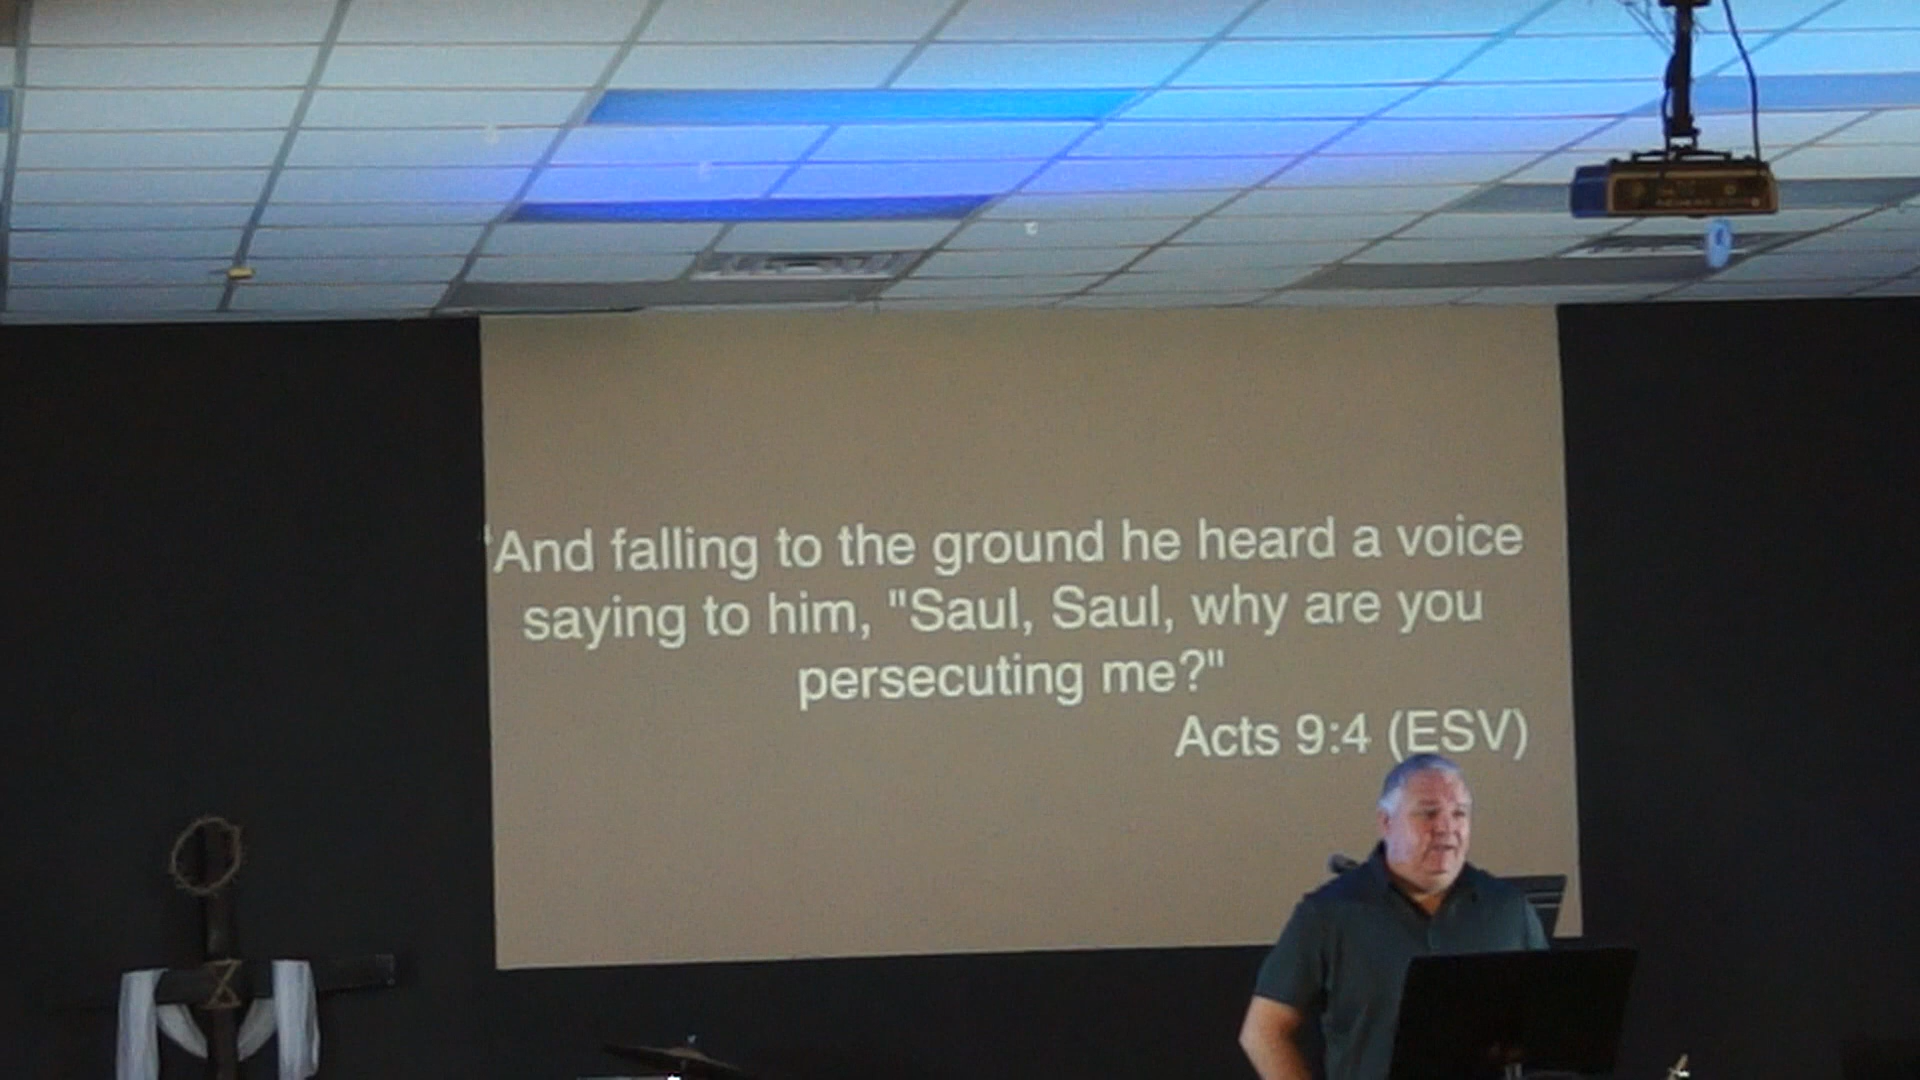 "And falling to the ground he heard a voice
saying to him, "Saul, Saul, why are you
persecuting me?"
Acts 9:4 (ESV)